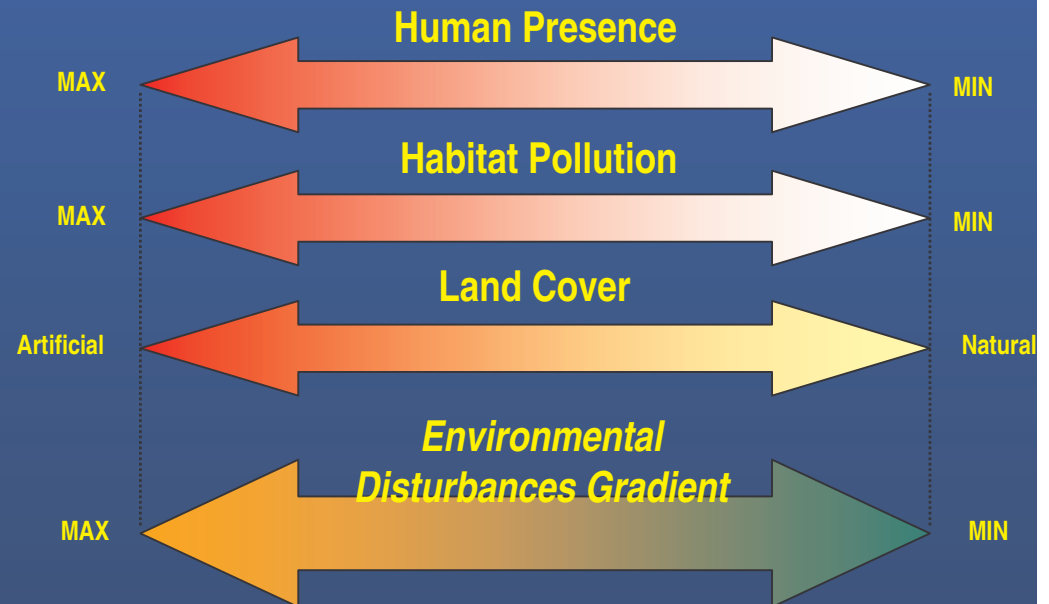 Human Presence
MAX
MIN
Habitat Pollution
MAX
MIN
Land Cover
Artificial
Natural
Environmental
Disturbances Gradient
MAX
MIN